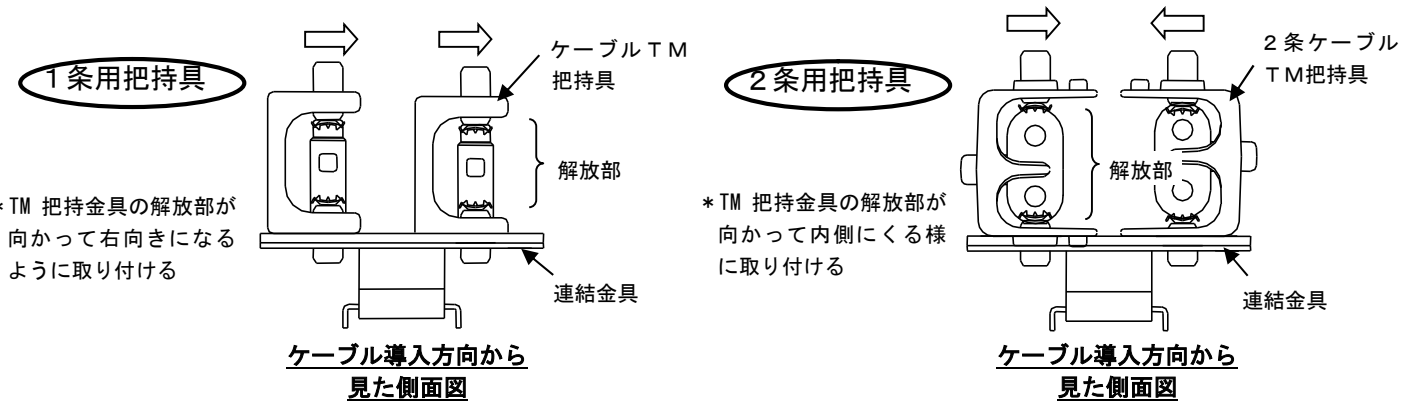 1条用把持具
ケーブルTM
把持具
解放部
*TM 把持金具の解放部が
向かって右向きになる
ように取り付ける
連結金具
ケーブル導入方向から
見た側面図
2条用把持具
2条ケーブル
TM把持具
解放部
*TM 把持金具の解放部が
向かって内側にくる様
に取り付ける
連結金具
ケーブル導入方向から
見た側面図